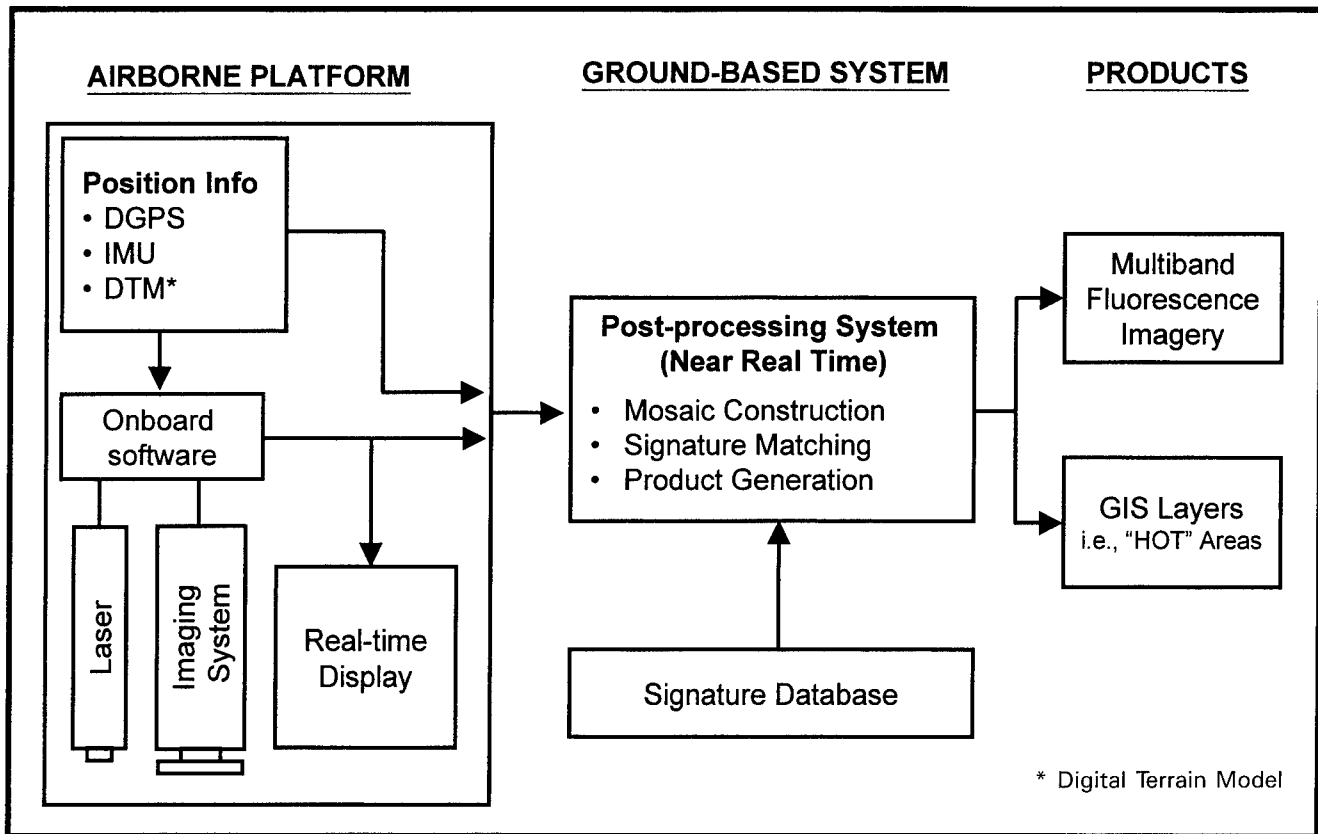 AIRBORNE PLATFORM
GROUND-BASED SYSTEM
PRODUCTS
Position Info
• DGPS
• IMU
• DTM*
Onboard
software
Laser
Imaging
System
Real-time
Display
Post-processing System
(Near Real Time)
• Mosaic Construction
• Signature Matching
• Product Generation
Signature Database
Multiband
Fluorescence
Imagery
GIS Layers
i.e., “HOT” Areas
* Digital Terrain Model